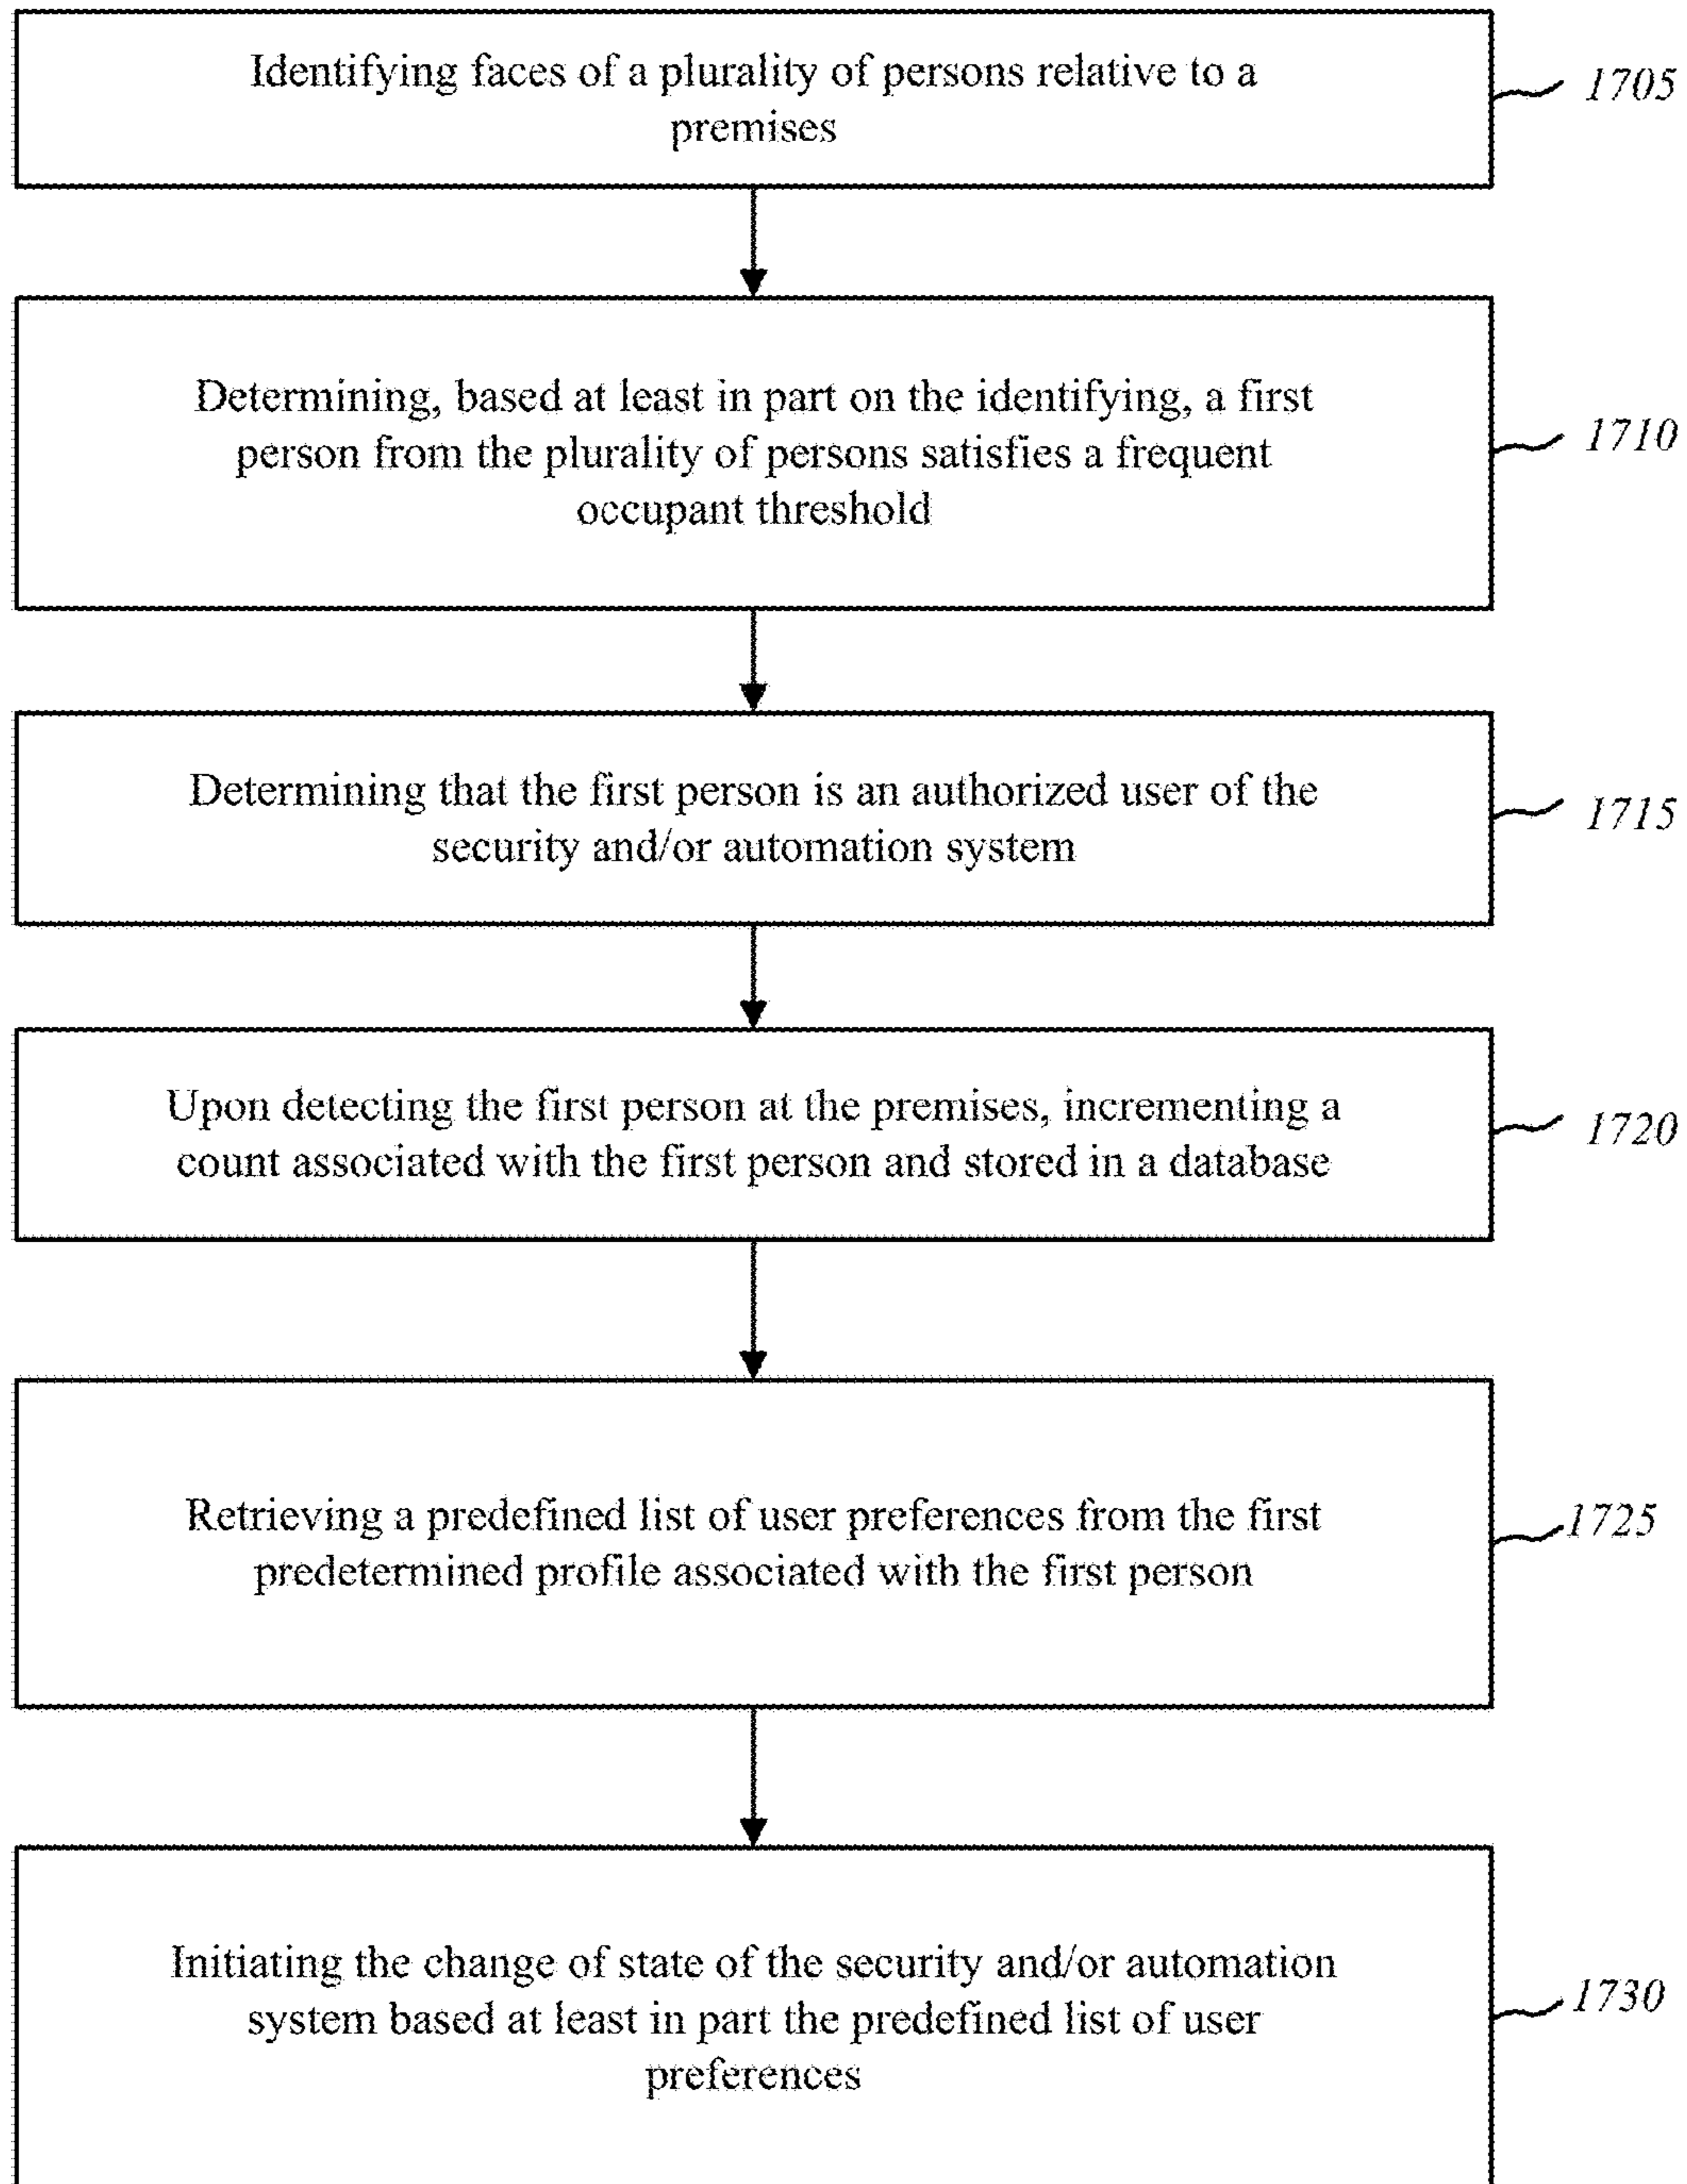 Identifying faces of a plurality of persons relative to a
premises
1705
Determining, based at least in part on the identifying, a first
person from the plurality of persons satisfies a frequent
occupant threshold
1710
Determining that the first person is an authorized user of the
security and/or automation system
1715
Upon detecting the first person at the premises, incrementing a
count associated with the first person and stored in a database
1720
Retrieving a predefined list of user preferences from the first
predetermined profile associated with the first person
1725
Initiating the change of state of the security and/or automation
system based at least in part the predefined list of user
preferences
1730